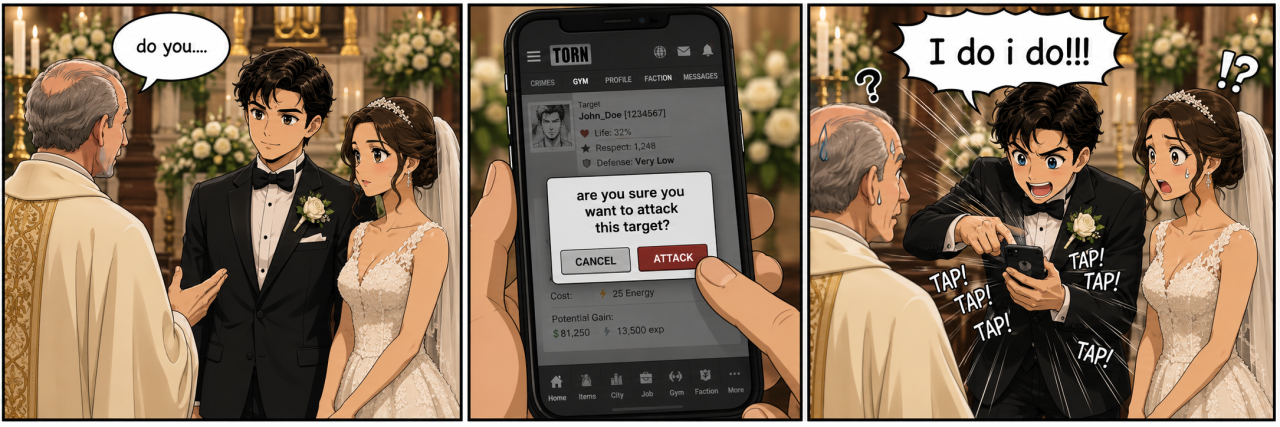 do you....
TORN
CRIMES GYM PROFILE FACTION MESSAGES
Target
John_Doe [1234567]
Life: 32%
Respect: 1,248
Defense: Very Low
are you sure you
want to attack
this target?
CANCEL ATTACK
Cost: 25 Energy
Potential Gain:
$81,250 13,500 exp
Home Items City Job Gym Faction More
I do i do!!!
?
!?
TAP!
TAP!
TAP!
TAP!
TAP!
TAP!